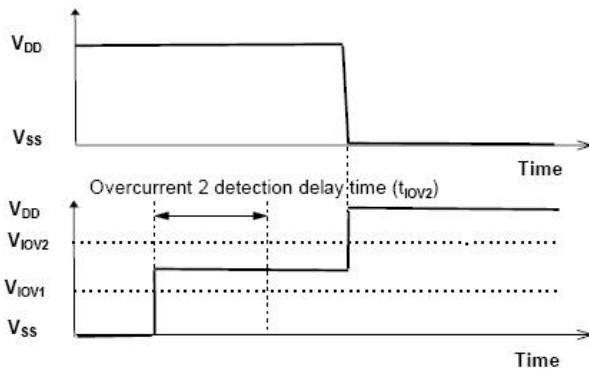 VDD
VSS
Time
Overcurrent 2 detection delay time (tIOV2)
VDD
VIOV2
VIOV1
VSS
Time